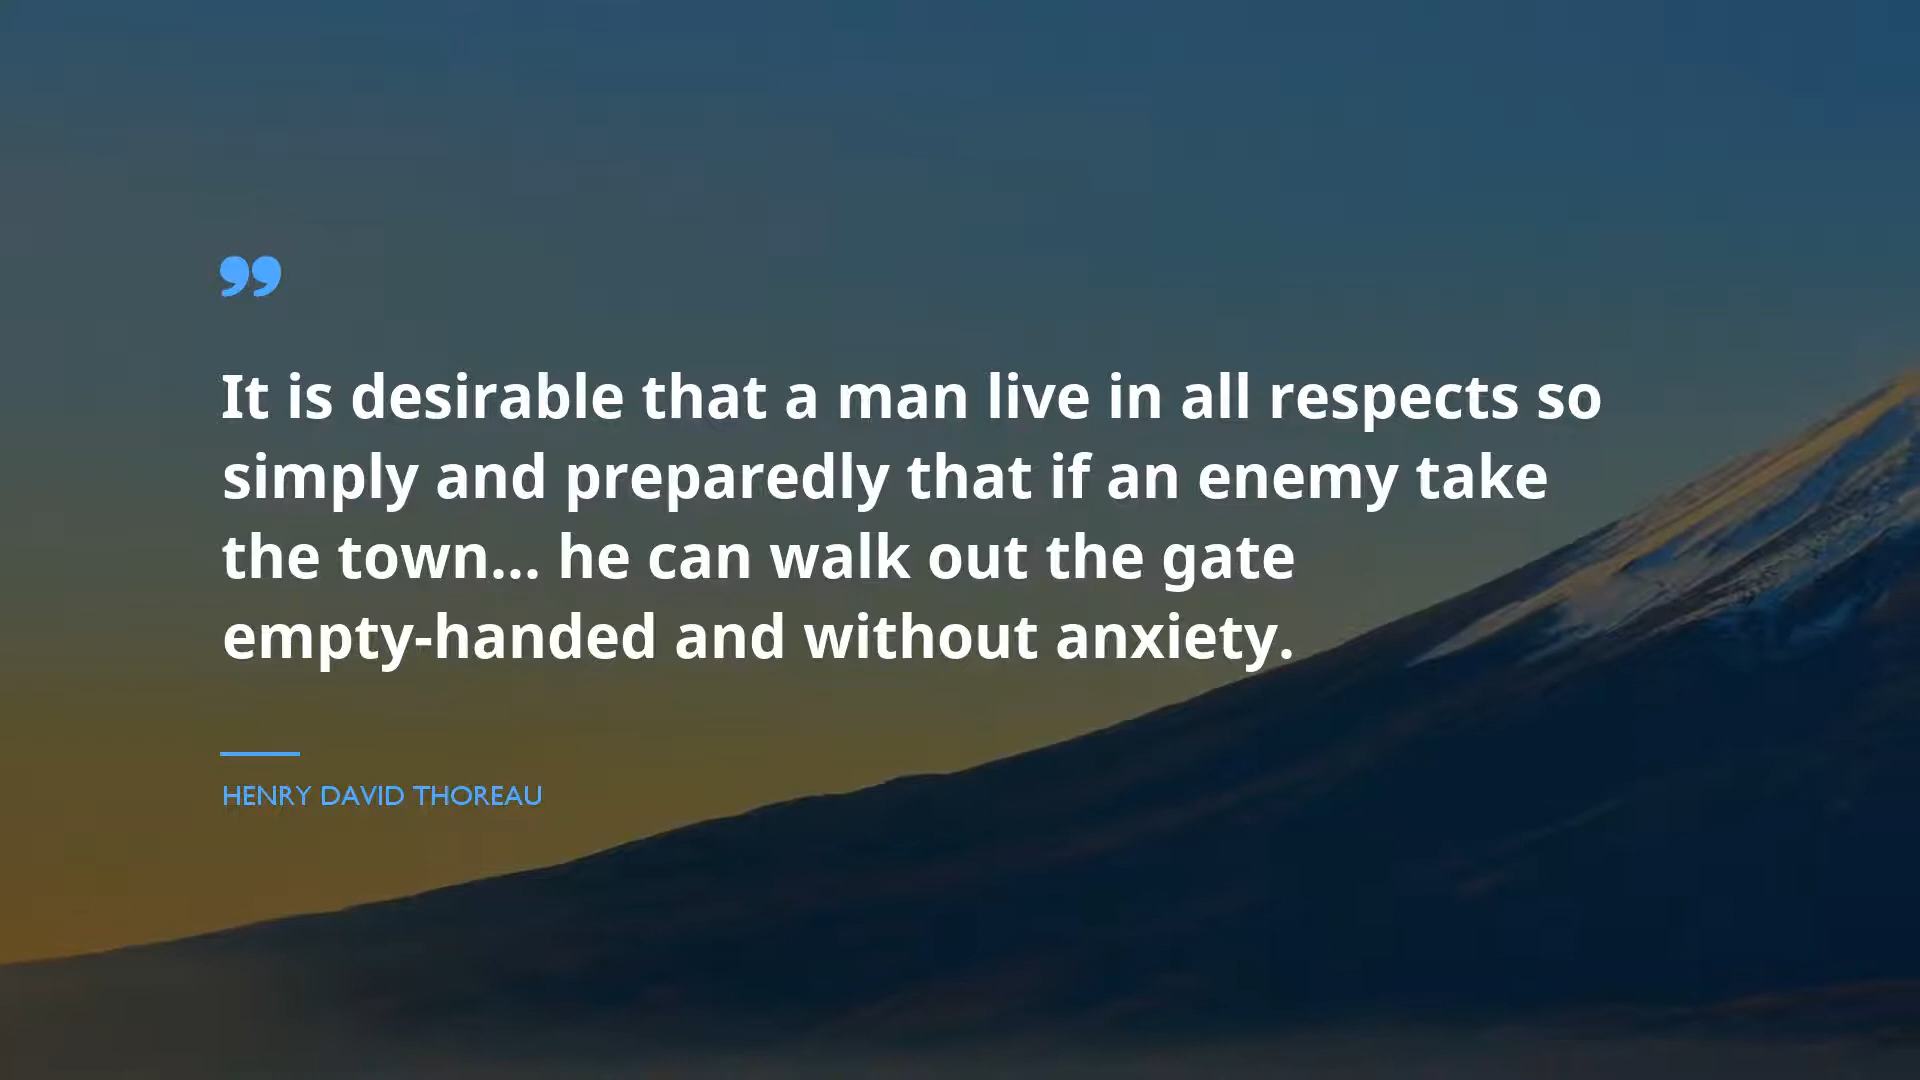 ”
It is desirable that a man live in all respects so
simply and preparedly that if an enemy take
the town... he can walk out the gate
empty-handed and without anxiety.
HENRY DAVID THOREAU